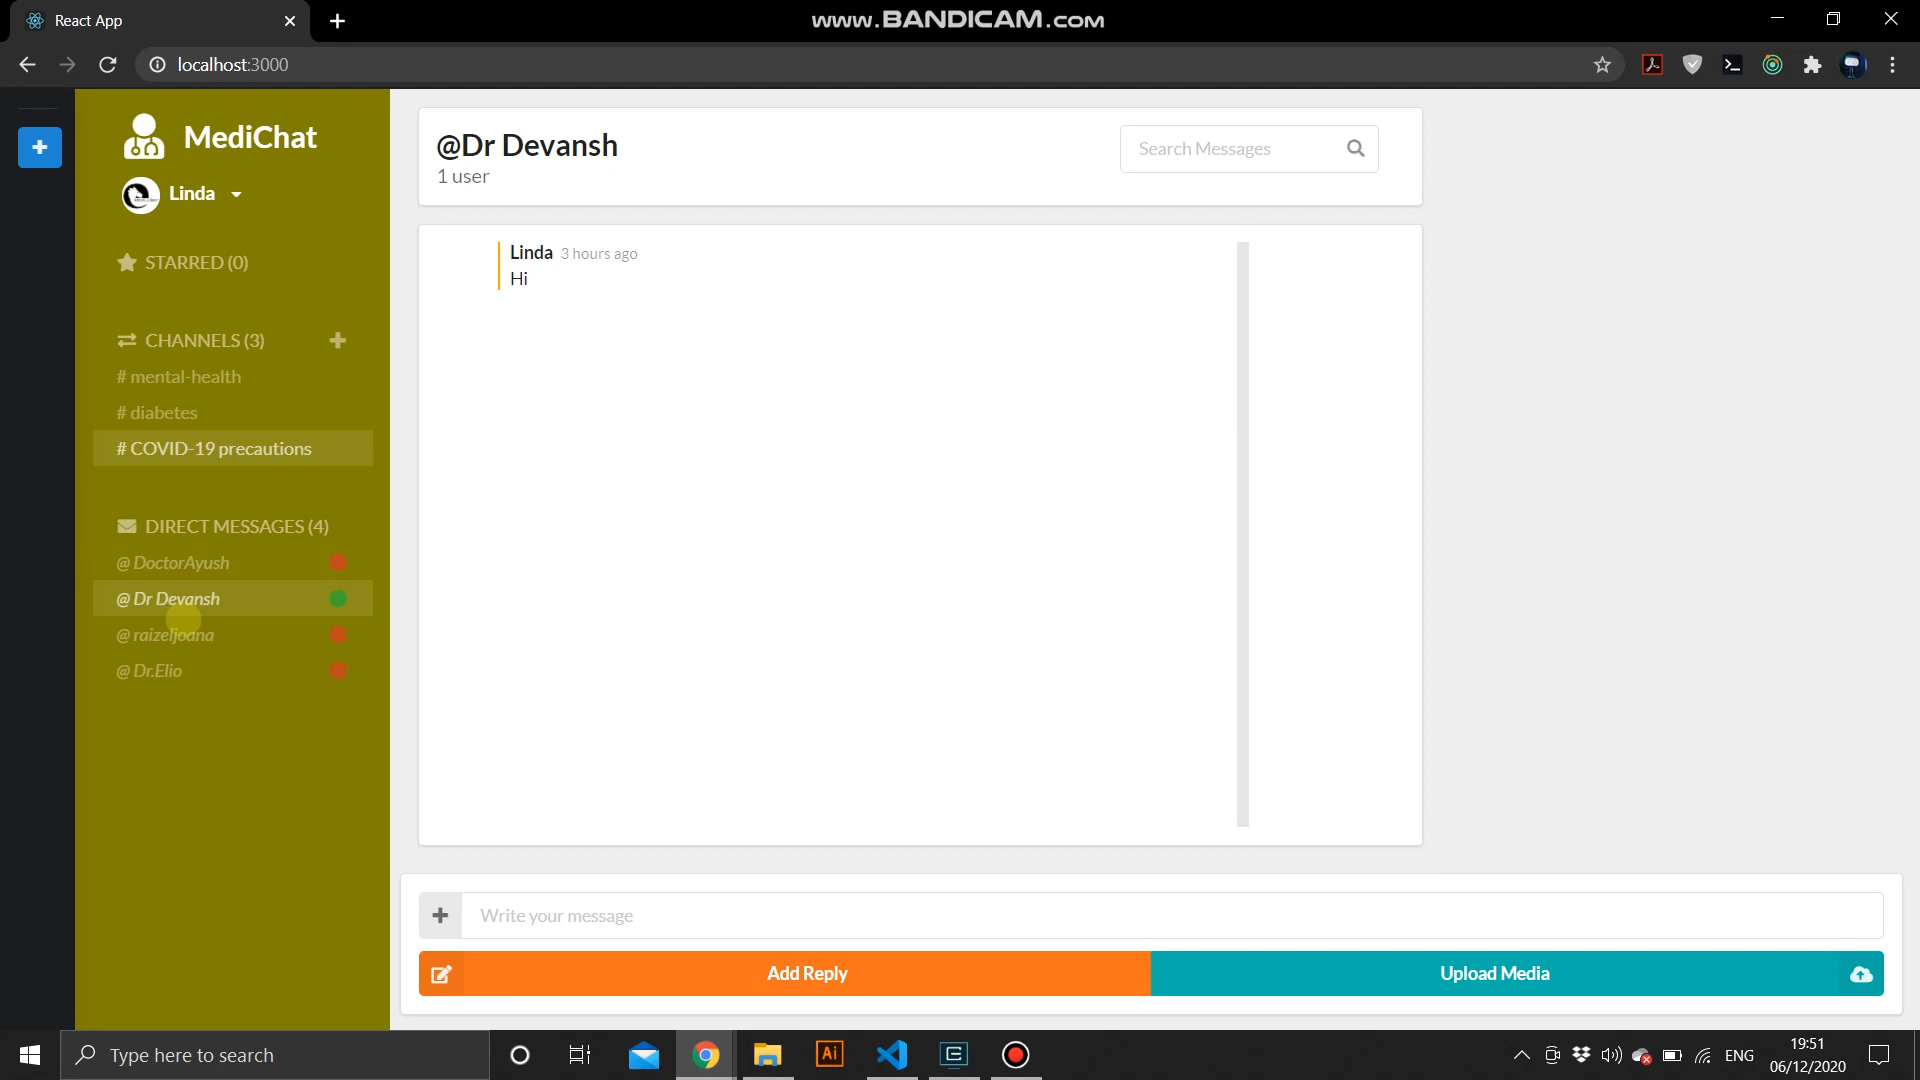 React App
www.BANDICAM.com
localhost:3000
MediChat
Linda
STARRED (0)
CHANNELS (3)
# mental-health
# diabetes
# COVID-19 precautions
DIRECT MESSAGES (4)
@ DoctorAyush
@ Dr Devansh
@ raizeljoana
@ Dr.Elio
@Dr Devansh
1 user
Search Messages
Linda 3 hours ago
Hi
Write your message
Add Reply
Upload Media
Type here to search
Ai
ENG
19:51
06/12/2020